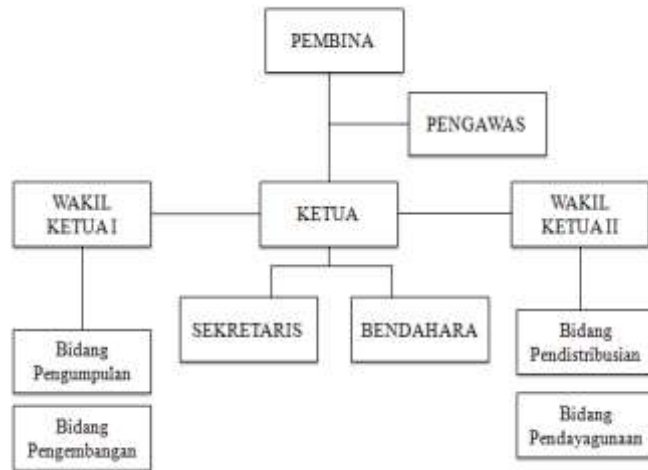 PEMBINA
PENGAWAS
WAKIL
KETUA I
KETUA
WAKIL
KETUA II
SEKRETARIS
BENDAHARA
Bidang
Pengumpulan
Bidang
Pendistribusian
Bidang
Pengembangan
Bidang
Pendayagunaan